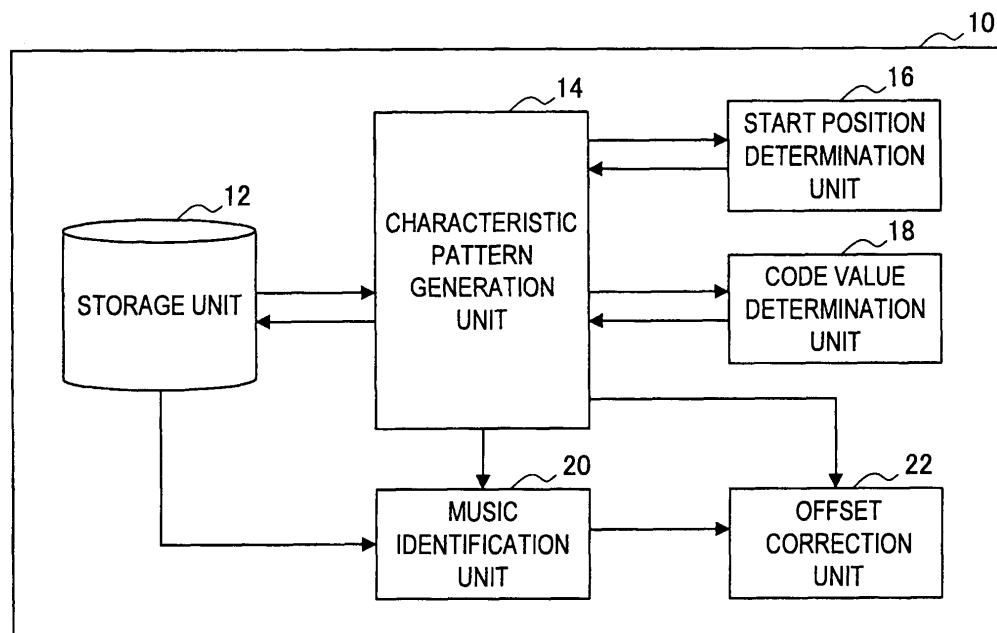 10
14
CHARACTERISTIC
PATTERN
GENERATION
UNIT
16
START POSITION
DETERMINATION
UNIT
12
STORAGE UNIT
18
CODE VALUE
DETERMINATION
UNIT
20
MUSIC
IDENTIFICATION
UNIT
22
OFFSET
CORRECTION
UNIT